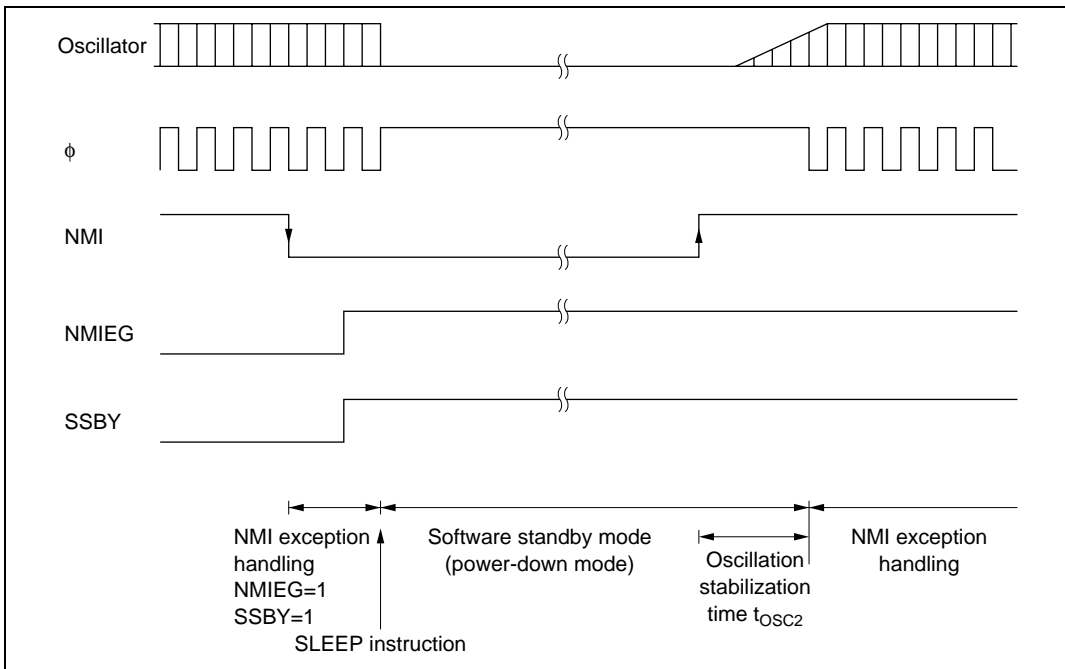 Oscillator
ϕ
NMI
NMIEG
SSBY
NMI exception
handling
NMIEG=1
SSBY=1
SLEEP instruction
Software standby mode
(power-down mode)
Oscillation
stabilization
time tOSC2
NMI exception
handling